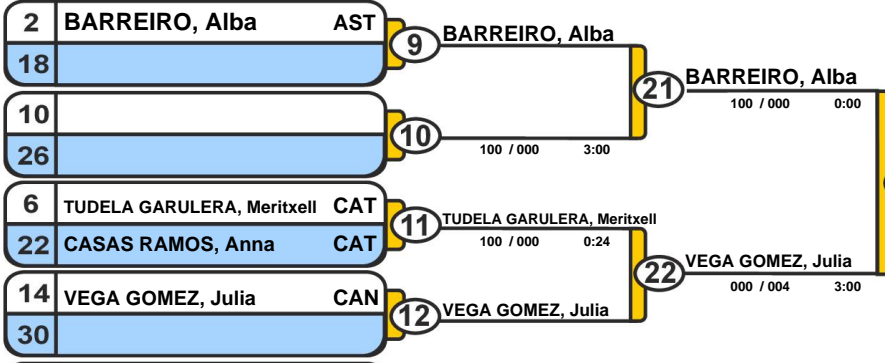 2 BARREIRO, Alba AST
18
9
BARREIRO, Alba
10
26
10
100 / 000 3:00
21
BARREIRO, Alba
100 / 000 0:00
6 TUDELA GARULERA, Meritxell CAT
22 CASAS RAMOS, Anna CAT
11
TUDELA GARULERA, Meritxell
100 / 000 0:24
14 VEGA GOMEZ, Julia CAN
30
12
VEGA GOMEZ, Julia
22
VEGA GOMEZ, Julia
000 / 004 3:00